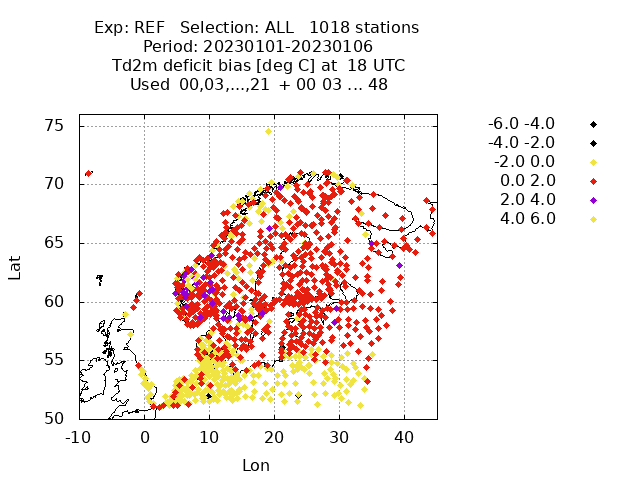 Exp: REF   Selection: ALL   1018 stations
Period: 20230101-20230106
Td2m deficit bias [deg C] at  18 UTC
Used  00,03,...,21  + 00 03 ... 48
-6.0 -4.0
-4.0 -2.0
-2.0 0.0
0.0 2.0
2.0 4.0
4.0 6.0
75
70
65
60
55
50
Lat
-10 0 10 20 30 40
Lon